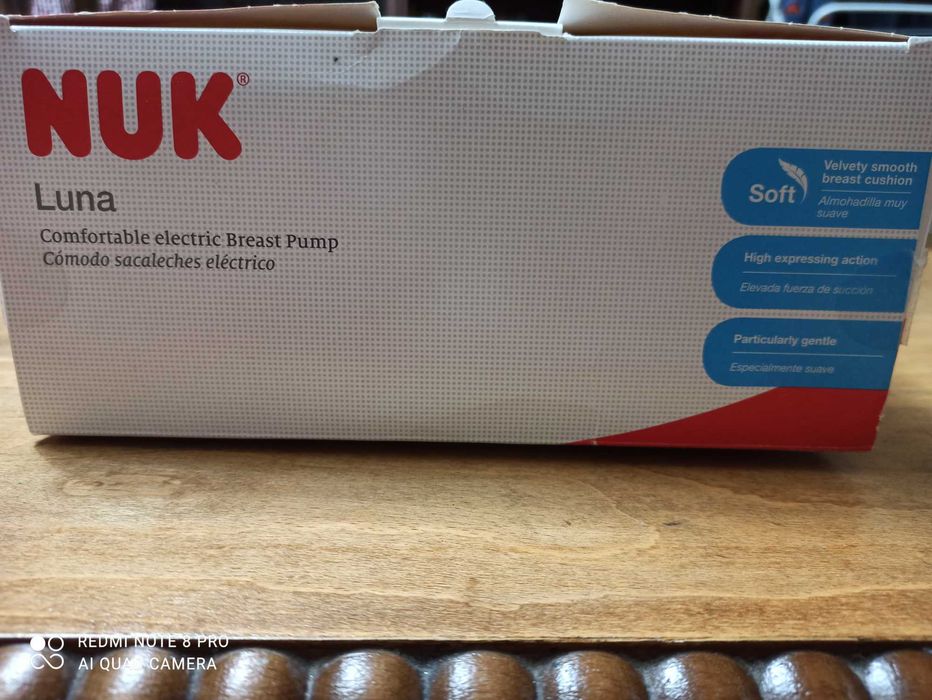 NUK®
Luna
Comfortable electric Breast Pump
Cómodo sacaleches eléctrico
Soft
Velvety smooth
breast cushion
Almohadilla muy
suave
High expressing action
Elevada fuerza de succión
Particularly gentle
Especialmente suave
REDMI NOTE 8 PRO
AI QUAD CAMERA